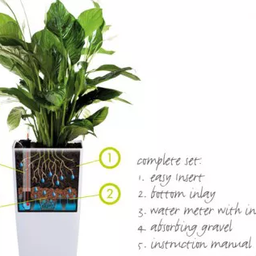 1
2
complete set:
1. easy insert
2. bottom inlay
3. water meter with in
4. absorbing gravel
5. instruction manual